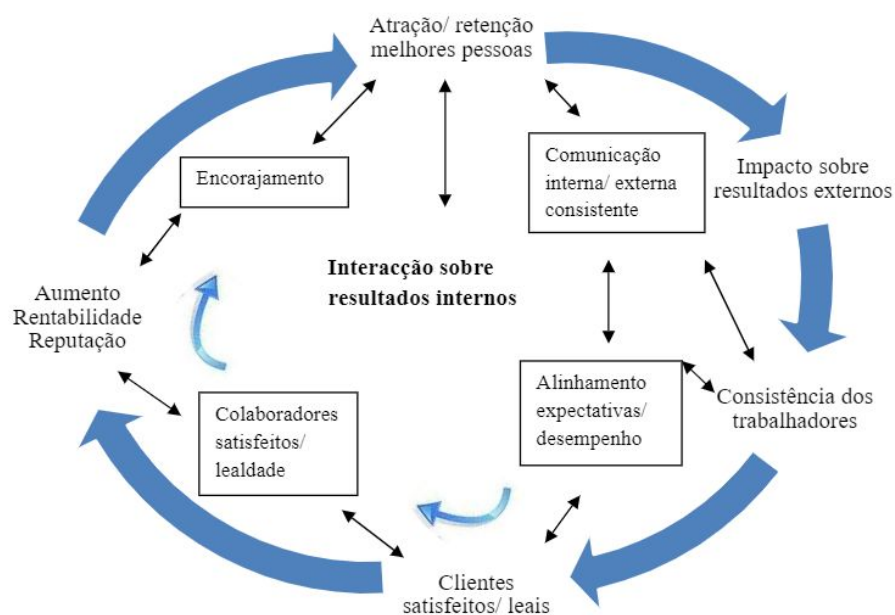 Atração/ retenção
melhores pessoas
Encorajamento
Comunicação
interna/ externa
consistente
Impacto sobre
resultados externos
Interacção sobre
resultados internos
Aumento
Rentabilidade
Reputação
Colaboradores
satisfeitos/
lealdade
Alinhamento
expectativas/
desempenho
Consistência dos
trabalhadores
Clientes
satisfeitos/ leais